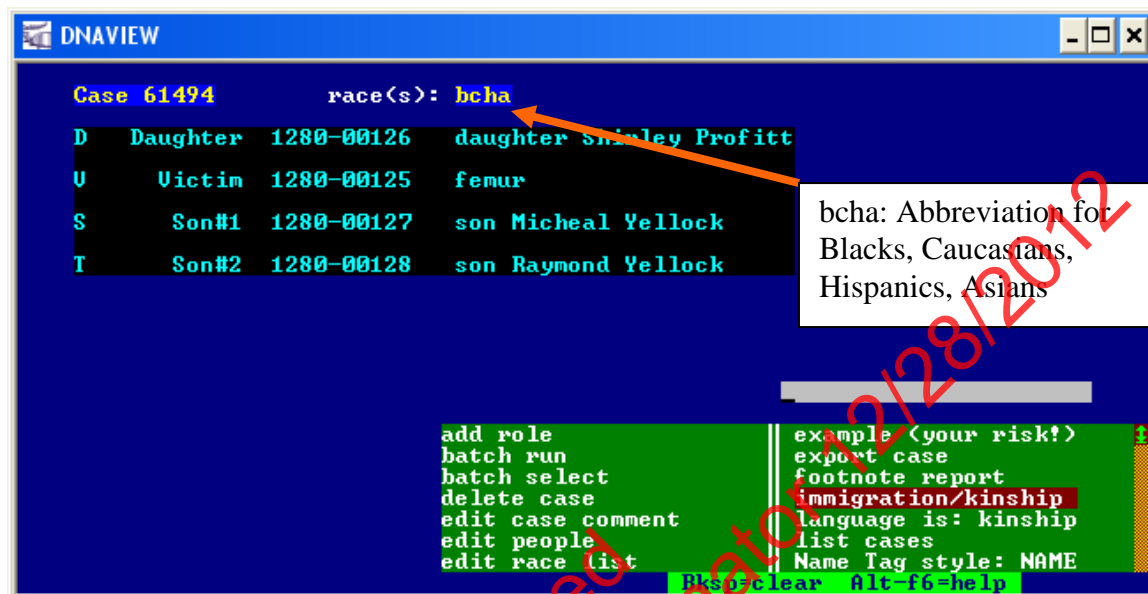 DNAVIEW
Case 61494 race(s): bcha
D Daughter 1280-00126 daughter Shirley Profitt
V Victim 1280-00125 femur
S Son#1 1280-00127 son Micheal Yellock
T Son#2 1280-00128 son Raymond Yellock
bcha: Abbreviation for
Blacks, Caucasians,
Hispanics, Asians
add role
batch run
batch select
delete case
edit case comment
edit people
edit race list
example (your risk!)
export case
footnote report
immigration/kinship
language is: kinship
list cases
Name Tag style: NAME
Bksp=clear Alt-f6=help
12/28/2012